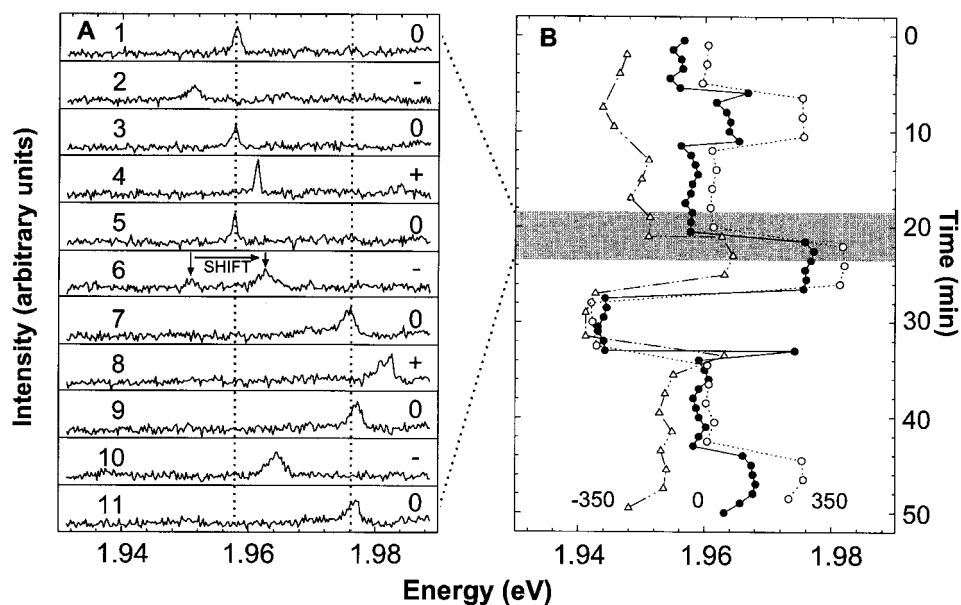 A
B
1 0
2 -
3 0
4 +
5 0
6 -
SHIFT
7 0
8 +
9 0
10 -
11 0
Intensity (arbitrary units)
1.94 1.96 1.98
0
10
20
30
40
50
Time (min)
-350 0 350
1.94 1.96 1.98
Energy (eV)